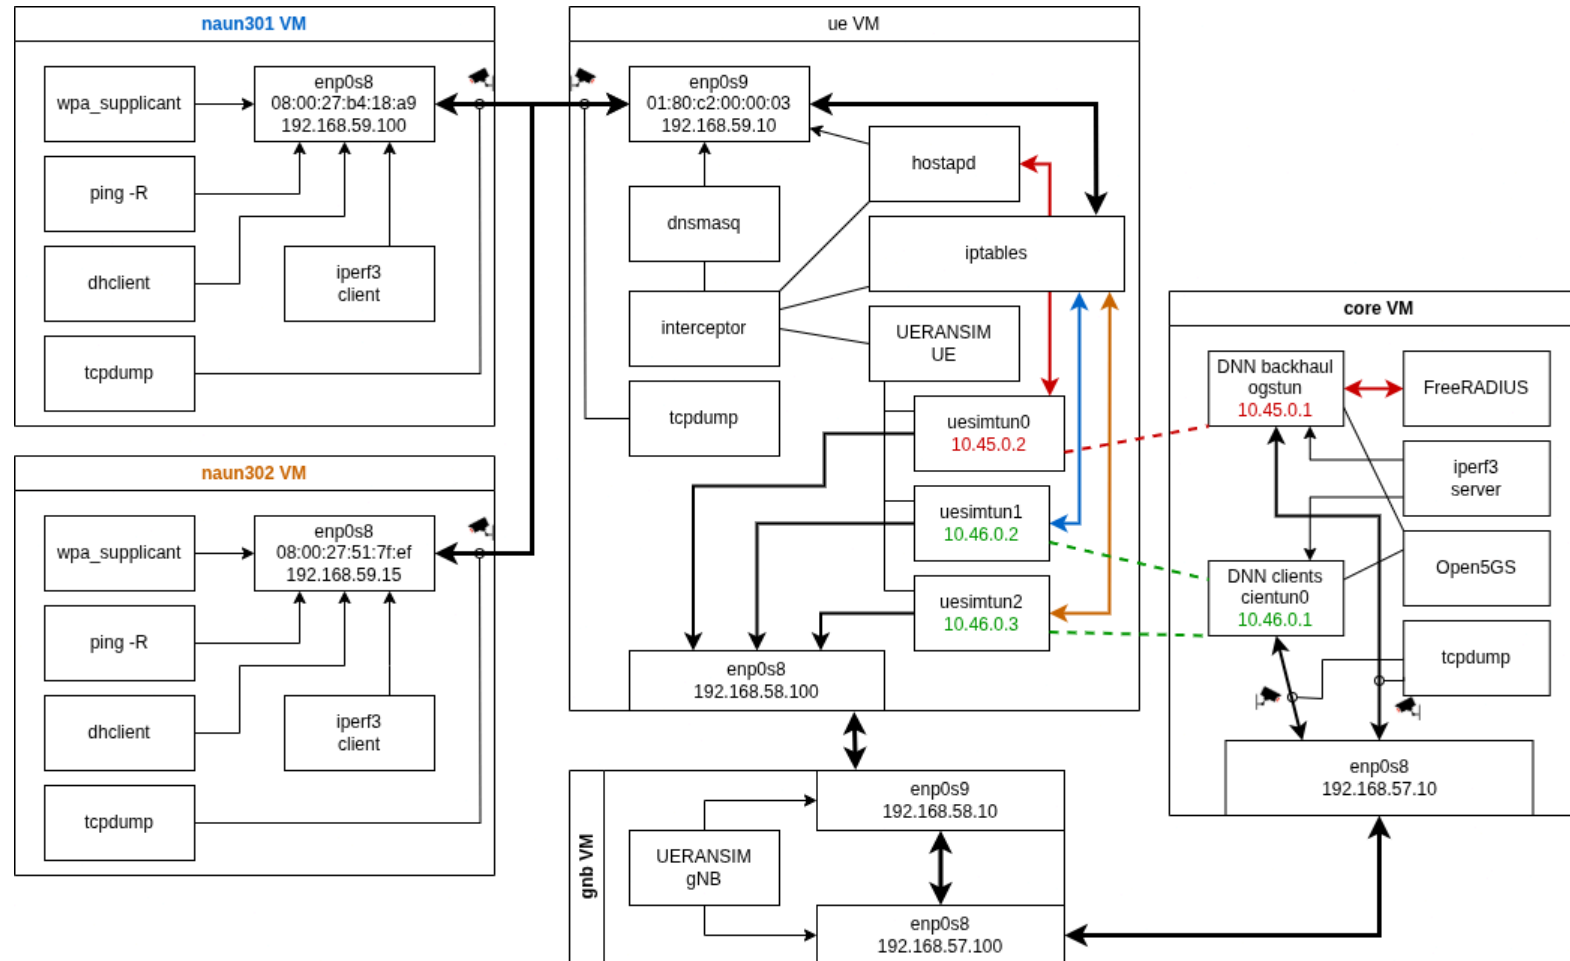 naun301 VM
wpa_supplicant
enp0s8
08:00:27:b4:18:a9
192.168.59.100
ping -R
dhclient
iperf3
client
tcpdump
naun302 VM
wpa_supplicant
enp0s8
08:00:27:51:7f:ef
192.168.59.15
ping -R
dhclient
iperf3
client
tcpdump
ue VM
enp0s9
01:80:c2:00:00:03
192.168.59.10
hostapd
dnsmasq
iptables
interceptor
UERANSIM
UE
tcpdump
uesimtun0
10.45.0.2
uesimtun1
10.46.0.2
uesimtun2
10.46.0.3
enp0s8
192.168.58.100
gnb VM
enp0s9
192.168.58.10
UERANSIM
gNB
enp0s8
192.168.57.100
core VM
DNN backhaul
ogstun
10.45.0.1
FreeRADIUS
iperf3
server
Open5GS
DNN clients
cientun0
10.46.0.1
tcpdump
enp0s8
192.168.57.10